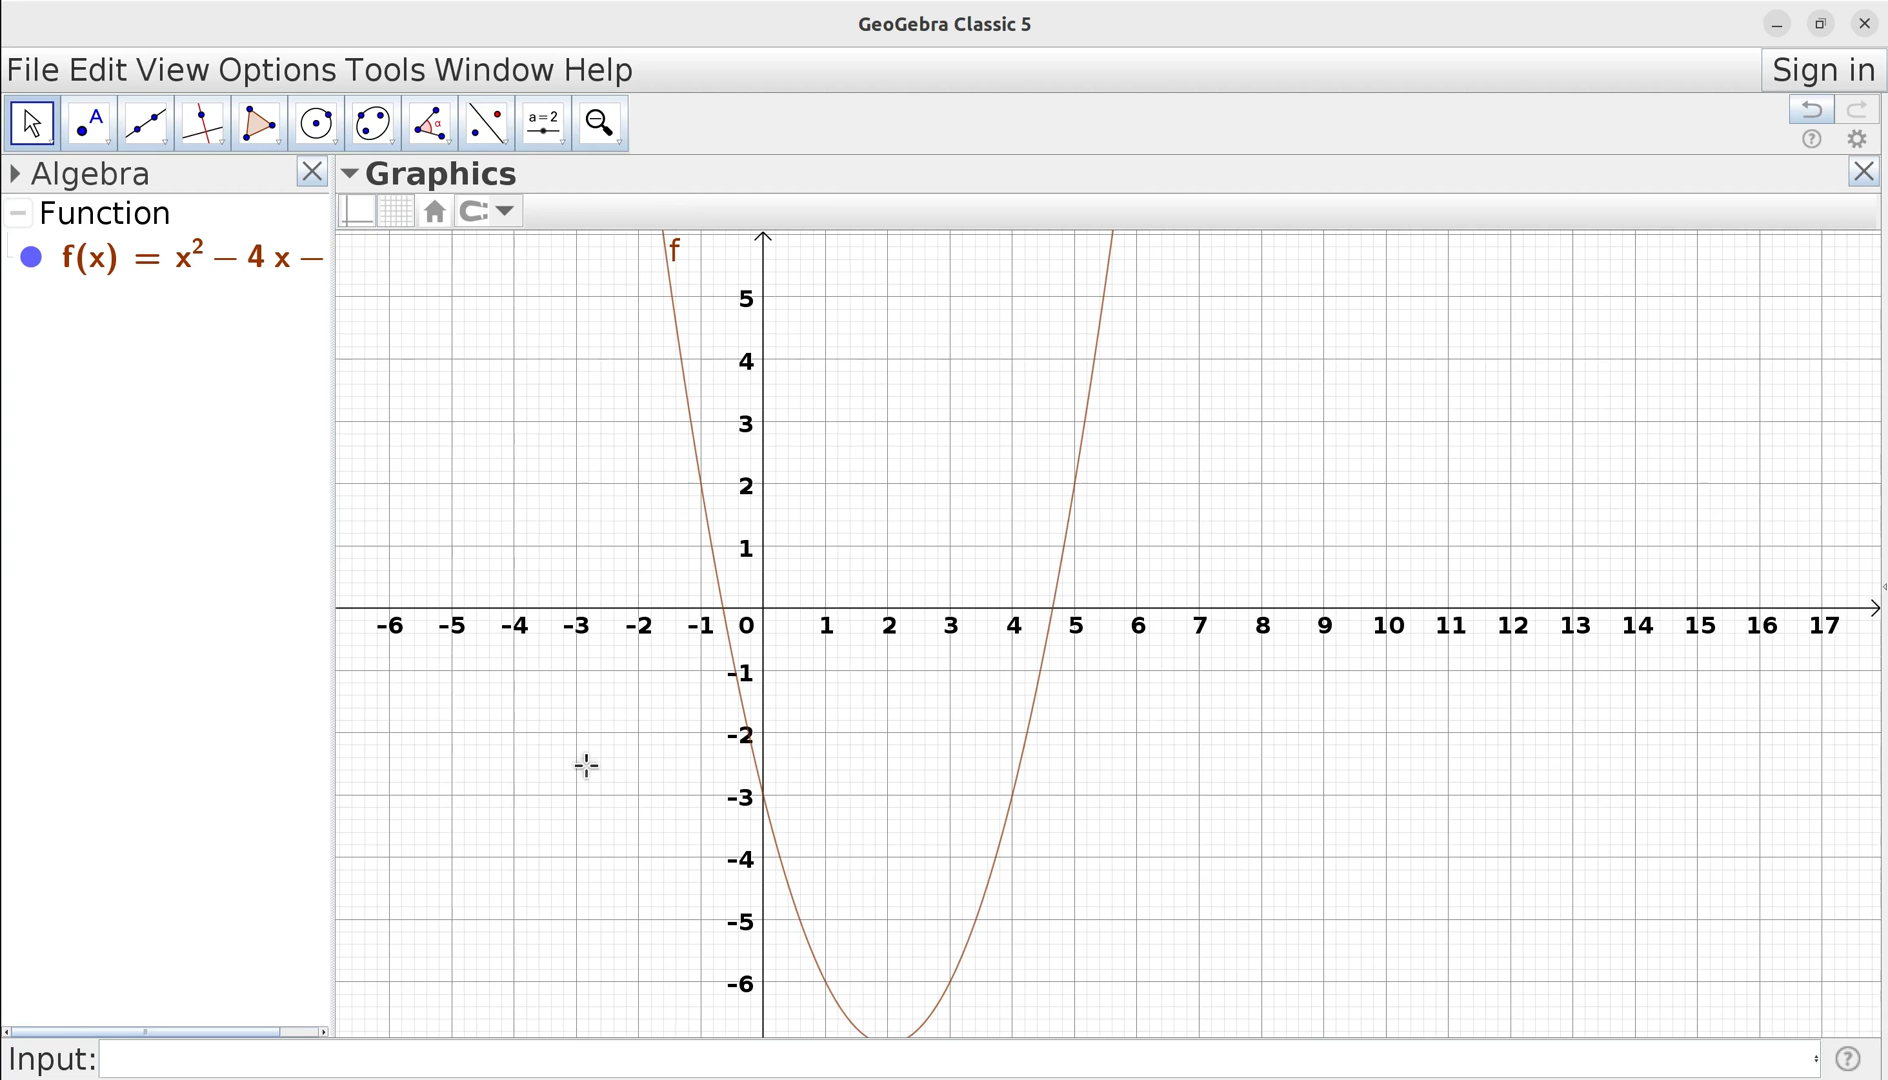 GeoGebra Classic 5
File Edit View Options Tools Window Help
Sign in
A
α
a=2
Algebra
Graphics
Function
f(x) = x² – 4 x –
f
5
4
3
2
1
-6 -5 -4 -3 -2 -1 0 1 2 3 4 5 6 7 8 9 10 11 12 13 14 15 16 17
-1
-2
-3
-4
-5
-6
Input: